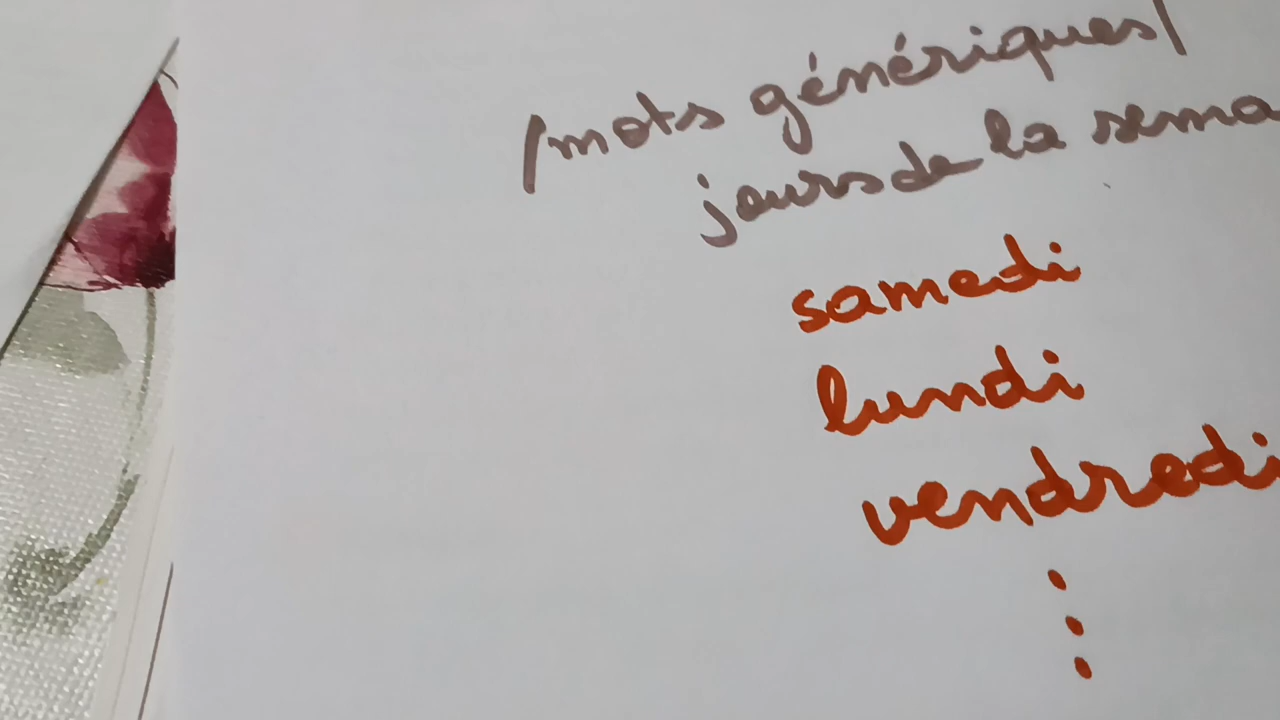 /mots génériques/
jours de la sema
samedi
lundi
vendredi
⋮